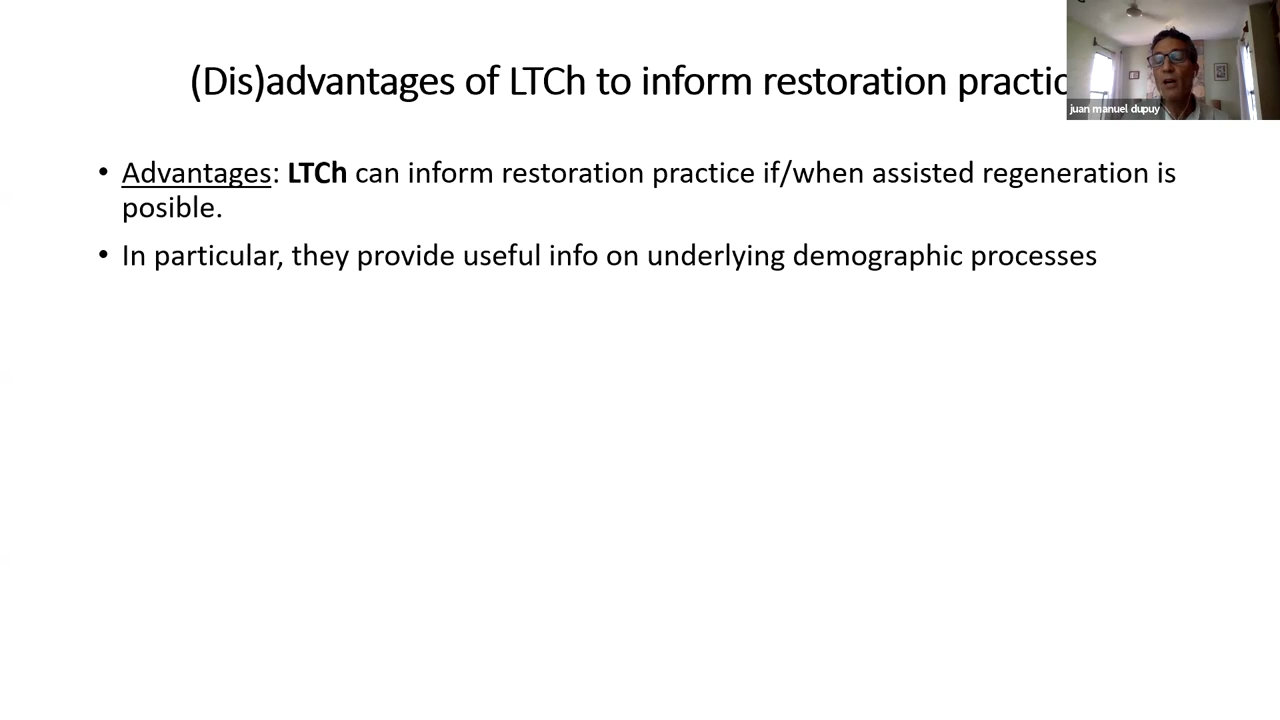 (Dis)advantages of LTCh to inform restoration practic
juan manuel dupuy
• Advantages: LTCh can inform restoration practice if/when assisted regeneration is
posible.
• In particular, they provide useful info on underlying demographic processes